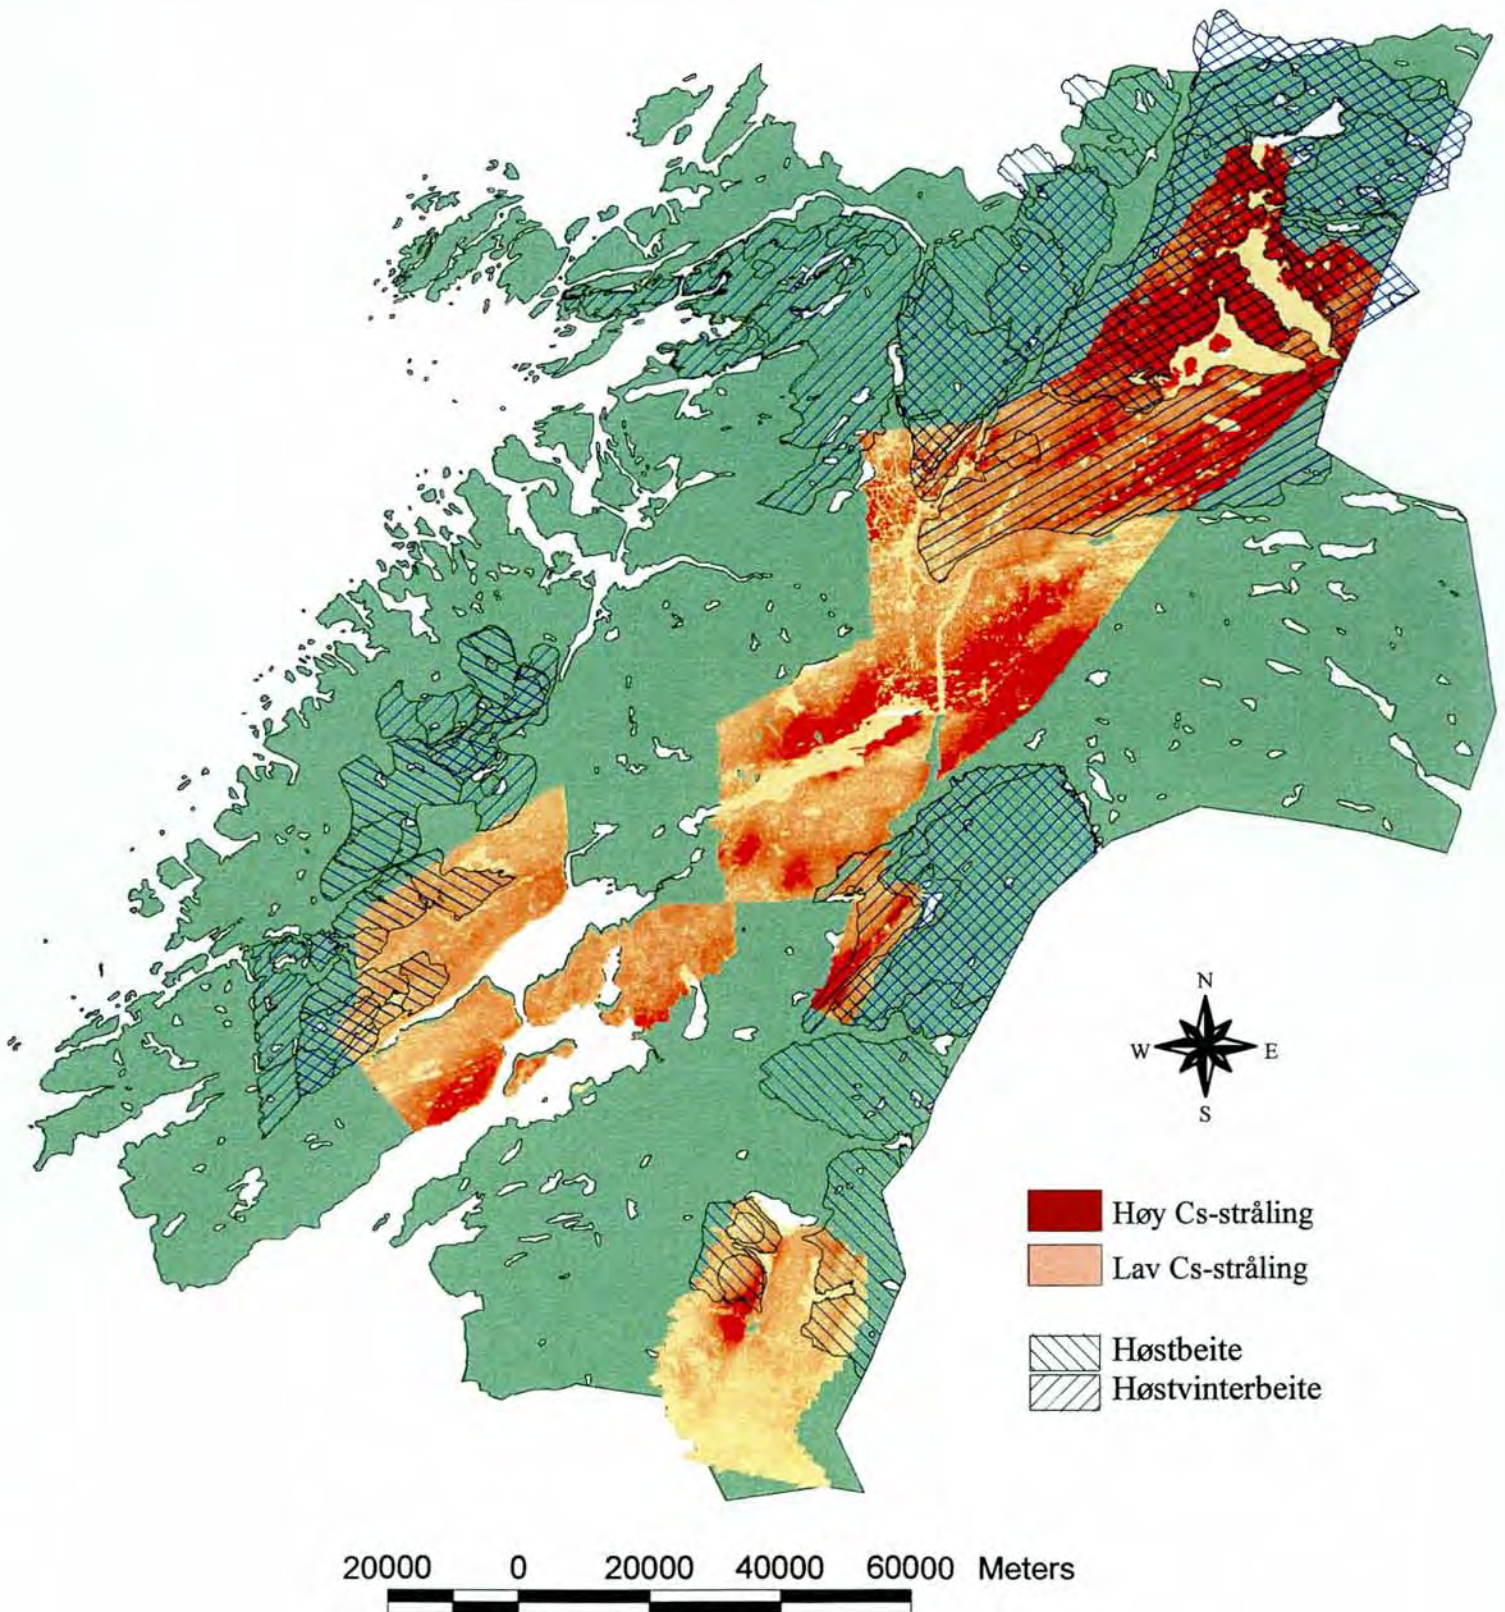 N
W E
S
Høy Cs-stråling
Lav Cs-stråling
Høstbeite
Høstvinterbeite
20000 0 20000 40000 60000 Meters